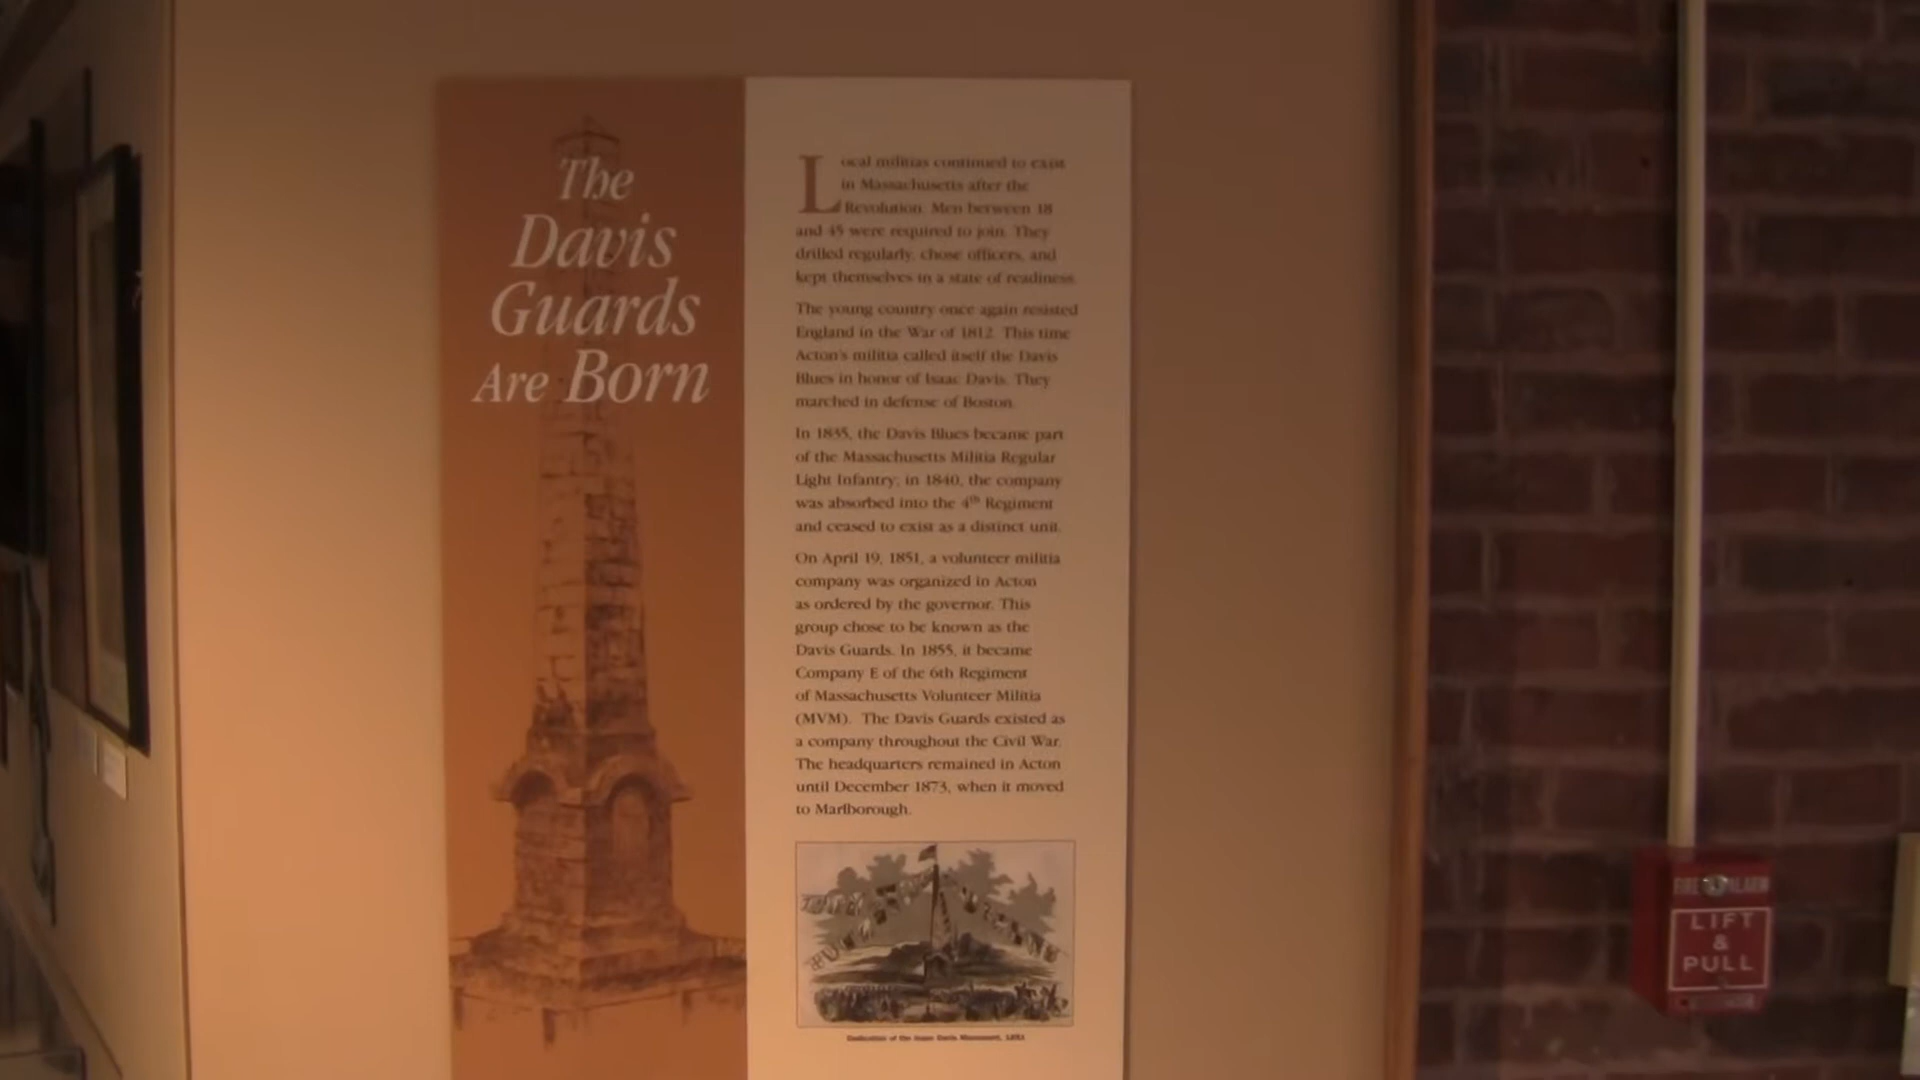 The
Davis
Guards
Are Born
Local militias continued to exist
in Massachusetts after the
Revolution. Men between 18
and 45 were required to join. They
drilled regularly, chose officers, and
kept themselves in a state of readiness.
The young country once again resisted
England in the War of 1812. This time
Acton's militia called itself the Davis
Blues in honor of Isaac Davis. They
marched in defense of Boston.
In 1835, the Davis Blues became part
of the Massachusetts Militia Regular
Light Infantry; in 1840, the company
was absorbed into the 4th Regiment
and ceased to exist as a distinct unit.
On April 19, 1851, a volunteer militia
company was organized in Acton
as ordered by the governor. This
group chose to be known as the
Davis Guards. In 1855, it became
Company E of the 6th Regiment
of Massachusetts Volunteer Militia
(MVM). The Davis Guards existed as
a company throughout the Civil War.
The headquarters remained in Acton
until December 1873, when it moved
to Marlborough.
Dedication of the Isaac Davis Monument, 1851
FIRE ALARM
LIFT
&
PULL